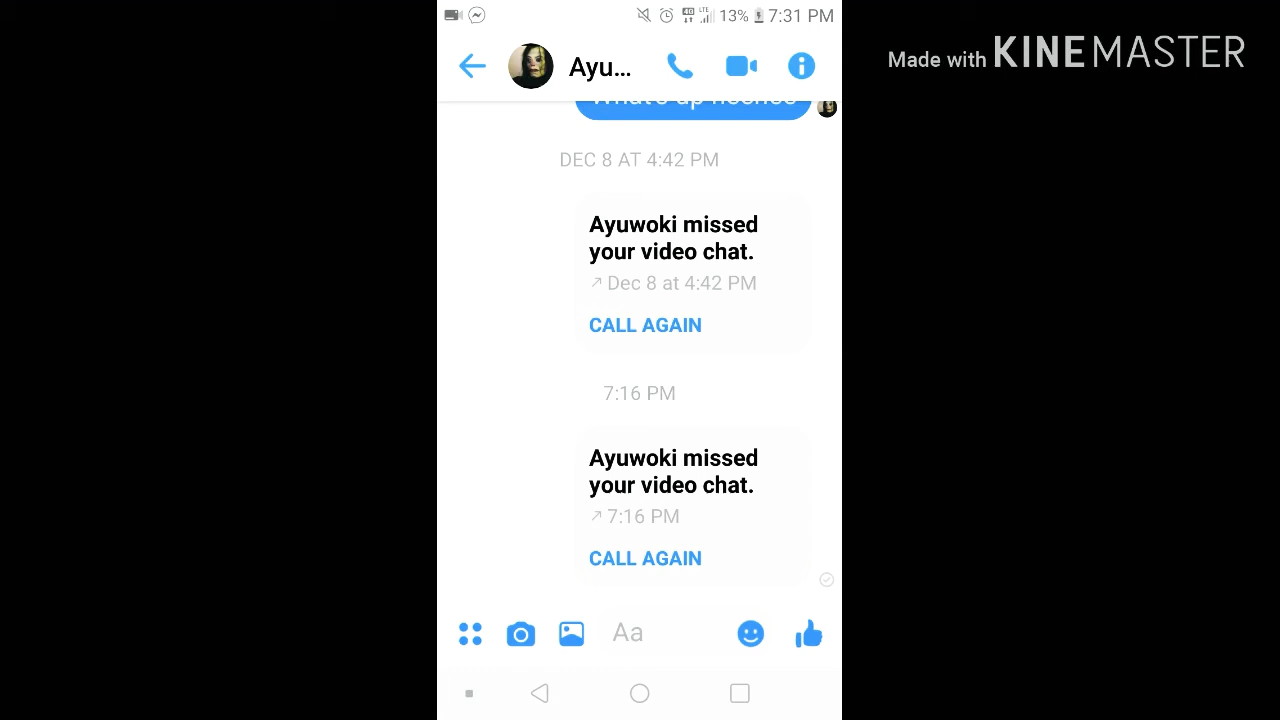 13% 7:31 PM
Made with KINEMASTER
Ayu...
What's up
DEC 8 AT 4:42 PM
Ayuwoki missed
your video chat.
Dec 8 at 4:42 PM
CALL AGAIN
7:16 PM
Ayuwoki missed
your video chat.
7:16 PM
CALL AGAIN
Aa